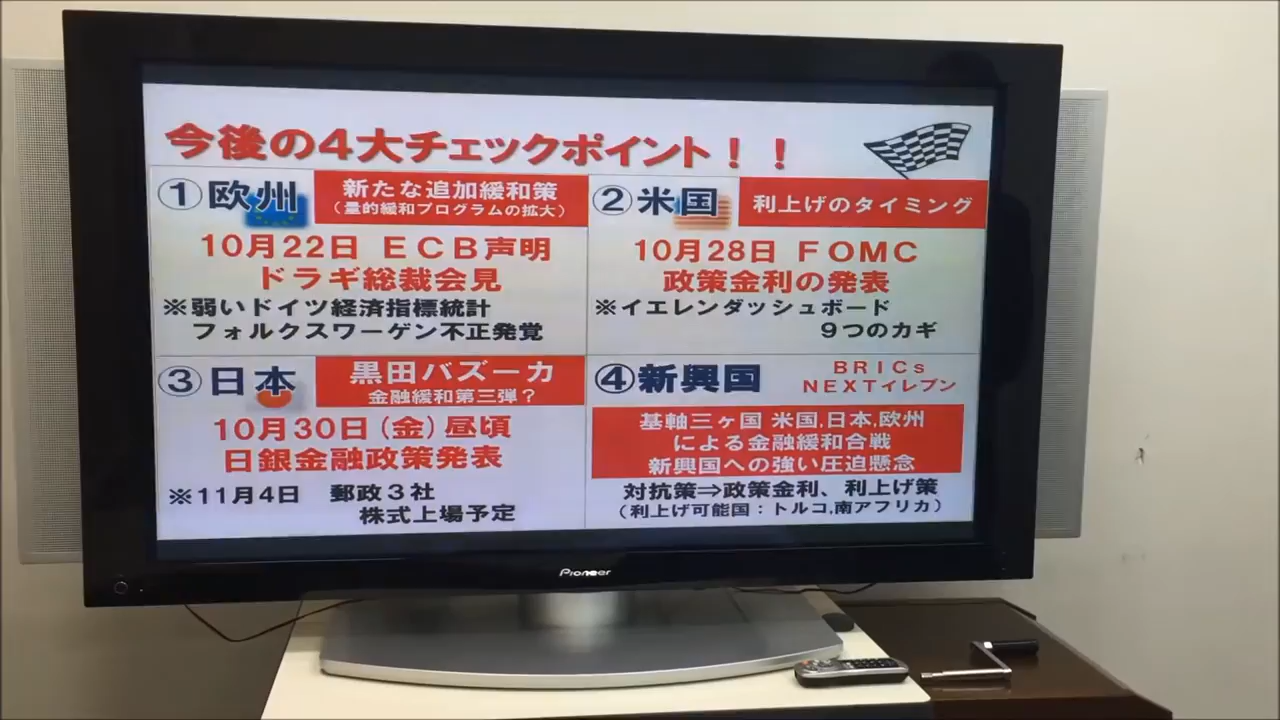 今後の4大チェックポイント！！
①欧州
新たな追加緩和策
（量的緩和プログラムの拡大）
10月22日 ECB声明
ドラギ総裁会見
※弱いドイツ経済指標統計
フォルクスワーゲン不正発覚
②米国
利上げのタイミング
10月28日 FOMC
政策金利の発表
※イエレンダッシュボード
9つのカギ
③日本
黒田バズーカ
金融緩和第三弾？
10月30日（金）昼頃
日銀金融政策発表
※11月4日 郵政3社
株式上場予定
④新興国
BRICs
NEXTイレブン
基軸三ヶ国 米国,日本,欧州
による金融緩和合戦
新興国への強い圧迫懸念
対抗策⇒政策金利、利上げ策
（利上げ可能国：トルコ,南アフリカ）
Pioneer